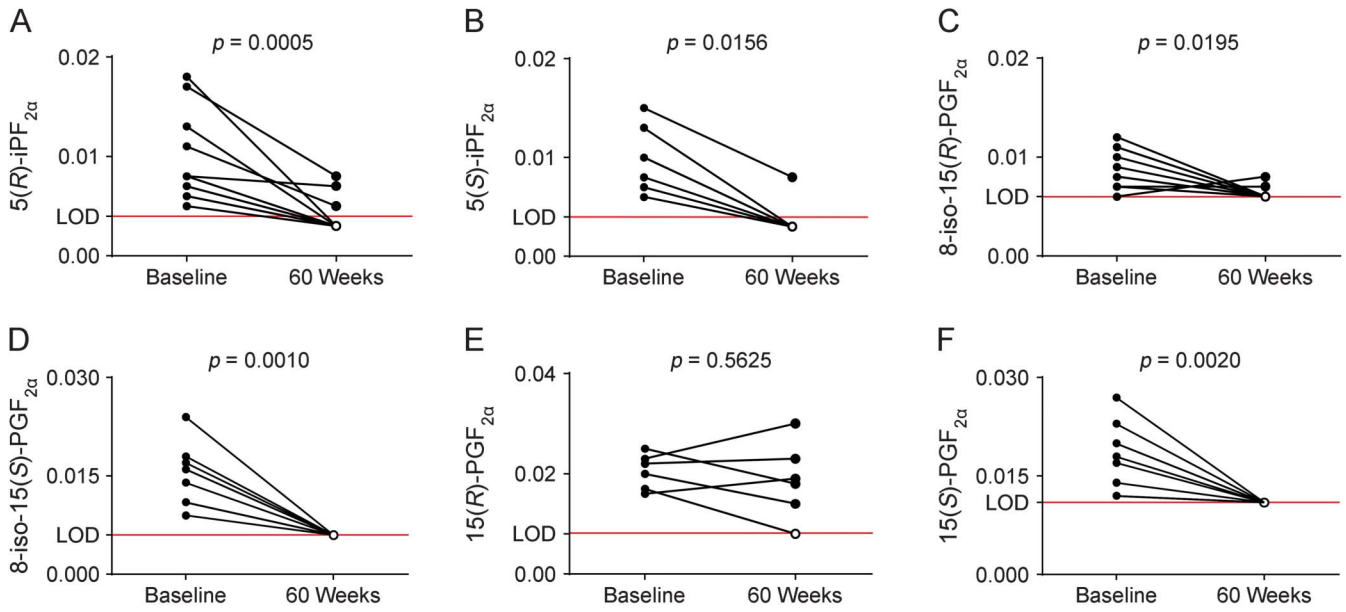 A
p = 0.0005
5(R)-iPF2α
0.02
0.01
LOD
0.00
Baseline
60 Weeks
B
p = 0.0156
5(S)-iPF2α
0.02
0.01
LOD
0.00
Baseline
60 Weeks
C
p = 0.0195
8-iso-15(R)-PGF2α
0.02
0.01
LOD
0.00
Baseline
60 Weeks
D
p = 0.0010
8-iso-15(S)-PGF2α
0.030
0.015
LOD
0.000
Baseline
60 Weeks
E
p = 0.5625
15(R)-PGF2α
0.04
0.02
LOD
0.00
Baseline
60 Weeks
F
p = 0.0020
15(S)-PGF2α
0.030
0.015
LOD
0.000
Baseline
60 Weeks